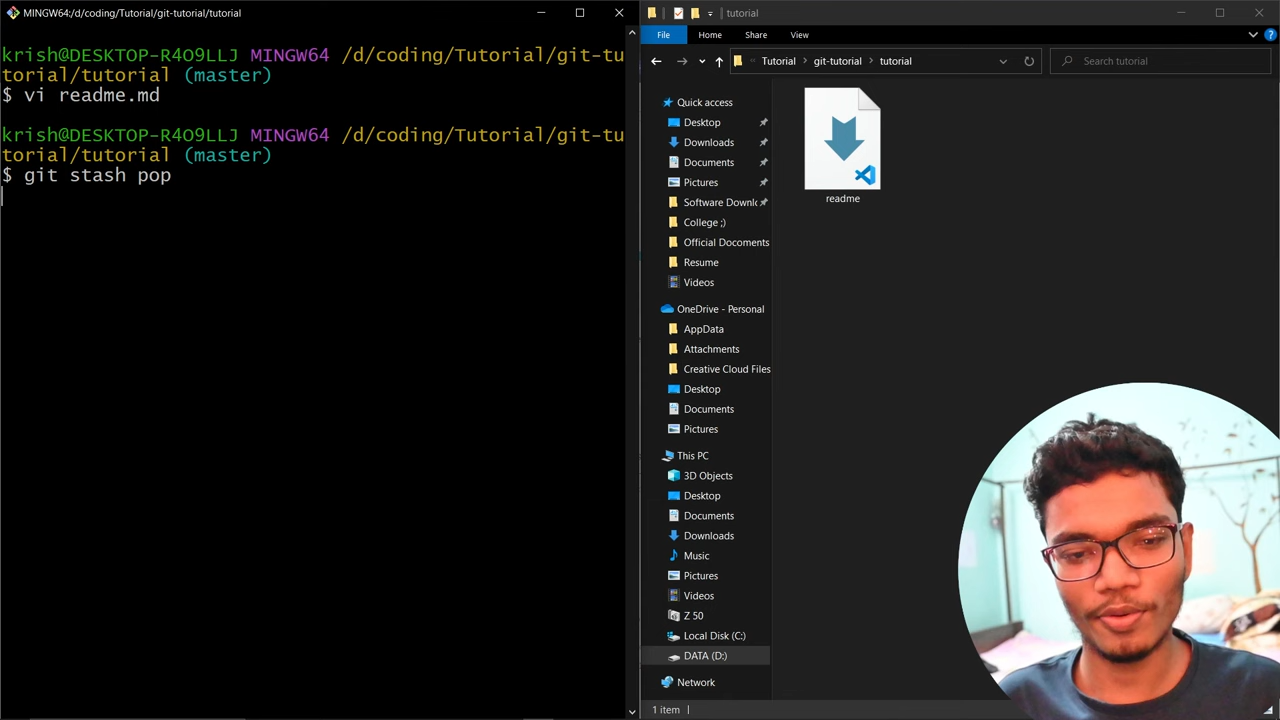 MINGW64:/d/coding/Tutorial/git-tutorial/tutorial
krish@DESKTOP-R4O9LLJ MINGW64 /d/coding/Tutorial/git-tu
torial/tutorial (master)
$ vi readme.md
krish@DESKTOP-R4O9LLJ MINGW64 /d/coding/Tutorial/git-tu
torial/tutorial (master)
$ git stash pop
tutorial
File Home Share View
Tutorial git-tutorial tutorial
Search tutorial
Quick access
Desktop
Downloads
Documents
Pictures
Software Downl
College ;)
Official Docoments
Resume
Videos
OneDrive - Personal
AppData
Attachments
Creative Cloud Files
Desktop
Documents
Pictures
This PC
3D Objects
Desktop
Documents
Downloads
Music
Pictures
Videos
Z 50
Local Disk (C:)
DATA (D:)
Network
readme
1 item